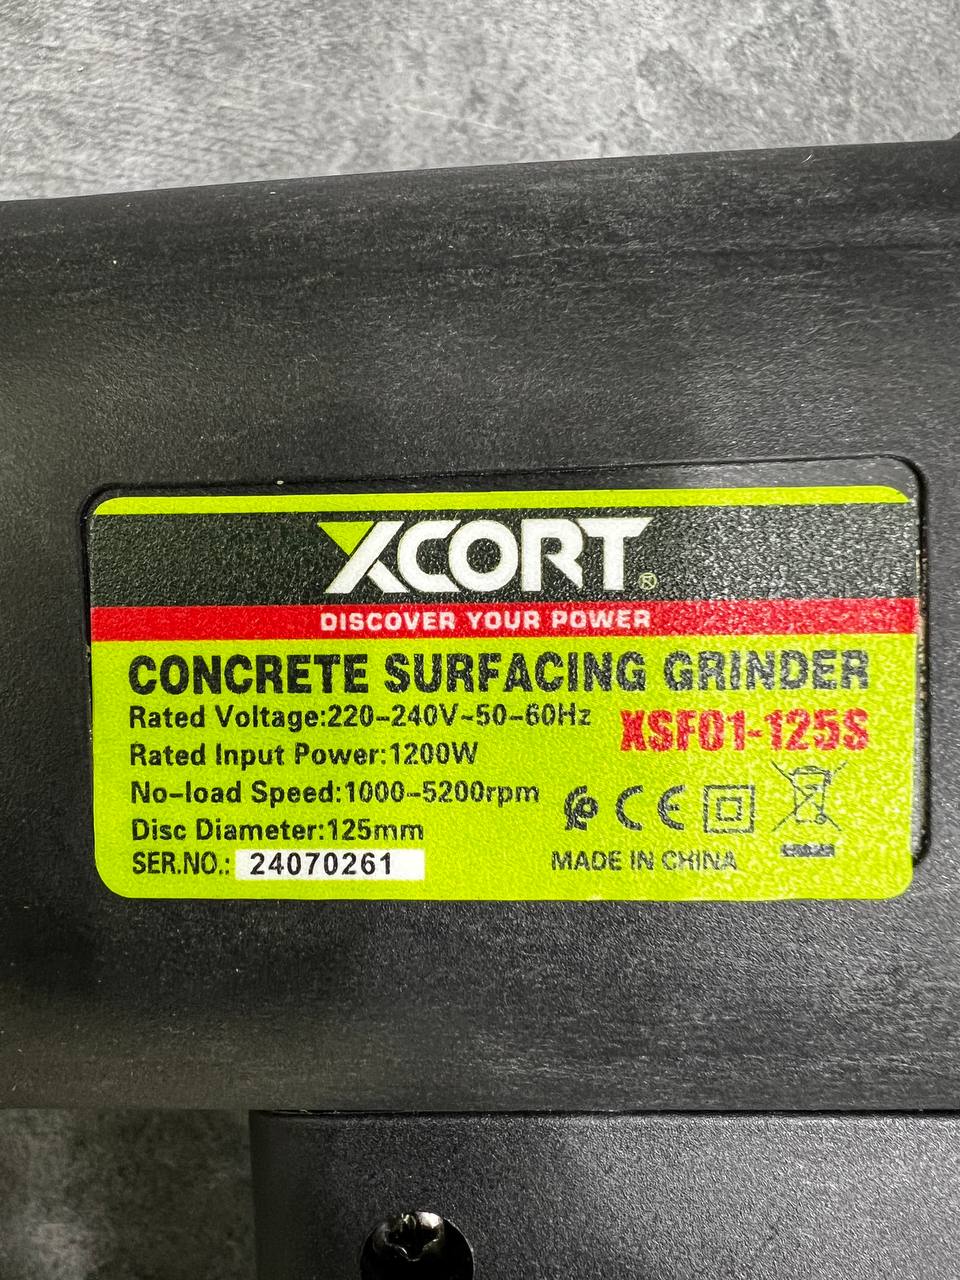 XCORT®
DISCOVER YOUR POWER
CONCRETE SURFACING GRINDER
Rated Voltage:220-240V~50-60Hz
XSF01-125S
Rated Input Power:1200W
No-load Speed:1000-5200rpm
Disc Diameter:125mm
SER.NO.: 24070261
CE
MADE IN CHINA